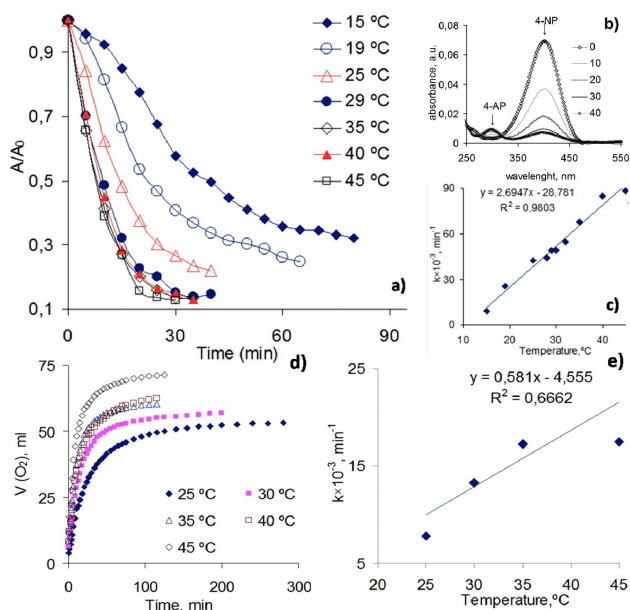 a)
15 ºC
19 ºC
25 ºC
29 ºC
35 ºC
40 ºC
45 ºC
A/A0
0,9
0,7
0,5
0,3
0,1
0
30
60
90
Time (min)
b)
4-NP
4-AP
0
10
20
30
40
absorbance, a.u.
0,08
0,06
0,04
0,02
0,00
250
350
450
550
wavelenght, nm
c)
y = 2,6947x - 28,781
R² = 0,9803
k×10⁻³, min⁻¹
90
60
30
0
10
15
20
25
30
35
40
45
Temperature,ºC
d)
V (O₂), ml
75
50
25
0
25 ºC
30 ºC
35 ºC
40 ºC
45 ºC
0
100
200
300
Time, min
e)
y = 0,581x - 4,555
R² = 0,6662
k×10⁻³, min⁻¹
25
15
5
20
25
30
35
40
45
Temperature,ºC